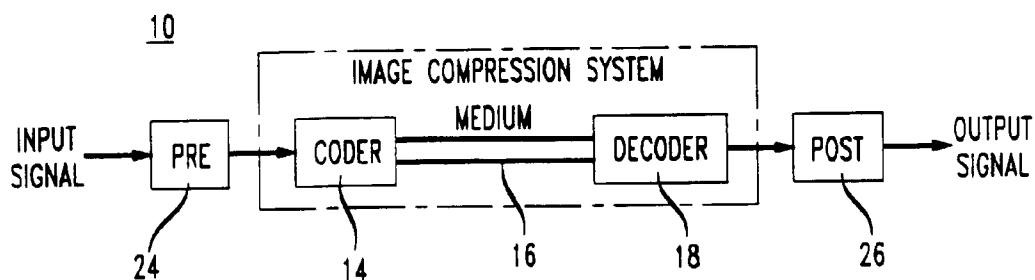 10
IMAGE COMPRESSION SYSTEM
MEDIUM
INPUT
SIGNAL
PRE
CODER
DECODER
POST
OUTPUT
SIGNAL
24
14
16
18
26